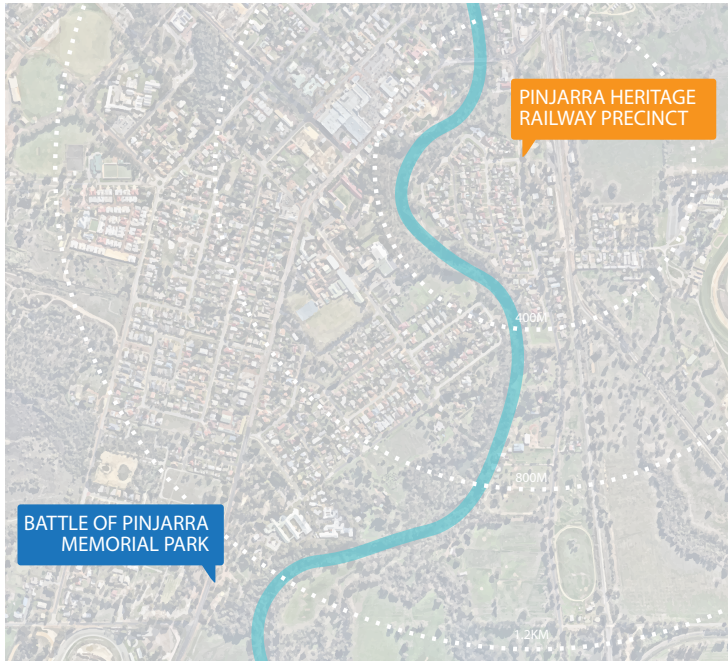 PINJARRA HERITAGE
RAILWAY PRECINCT
400M
800M
BATTLE OF PINJARRA
MEMORIAL PARK
1.2KM